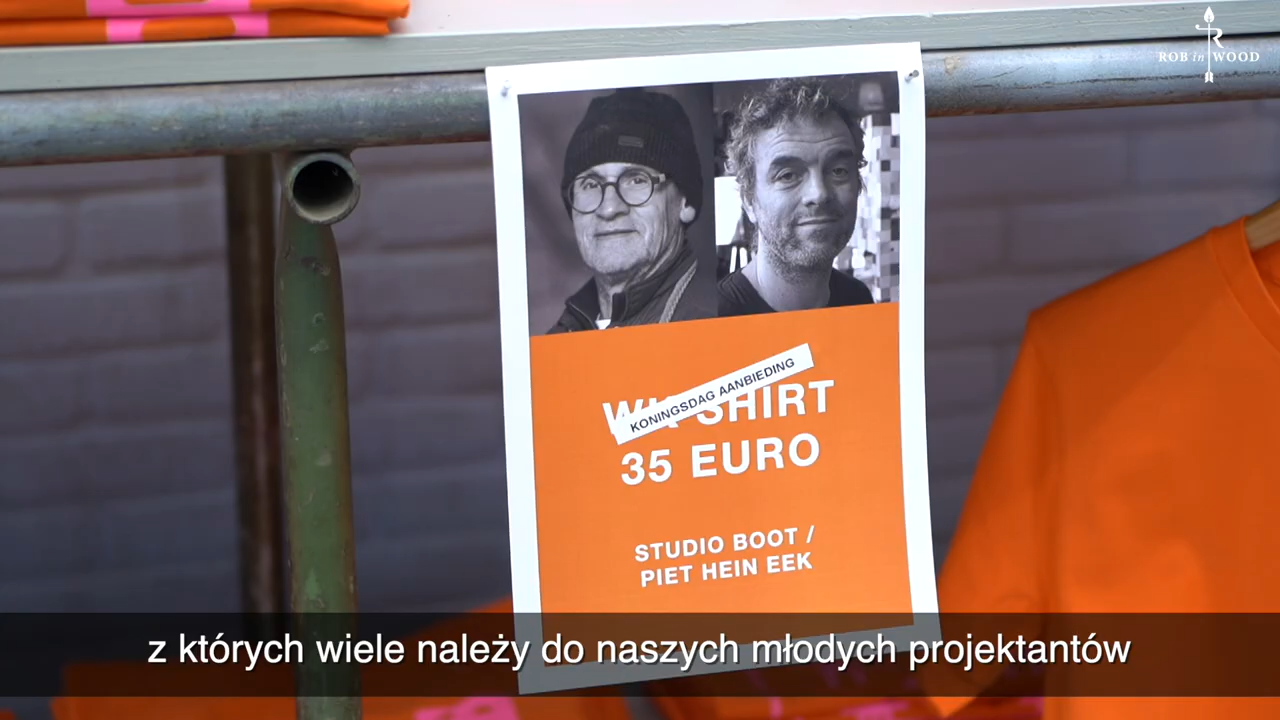 ROB in WOOD
KONINGSDAG AANBIEDING
SHIRT
35 EURO
STUDIO BOOT /
PIET HEIN EEK
z których wiele należy do naszych młodych projektantów